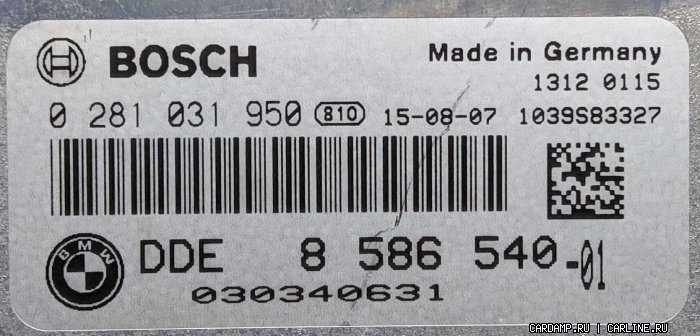 BOSCH Made in Germany
1312 0115
0 281 031 950 810 15-08-07 1039S83327
BMW DDE 8 586 540-01
030340631
CARDAMP.RU | CARLINE.RU